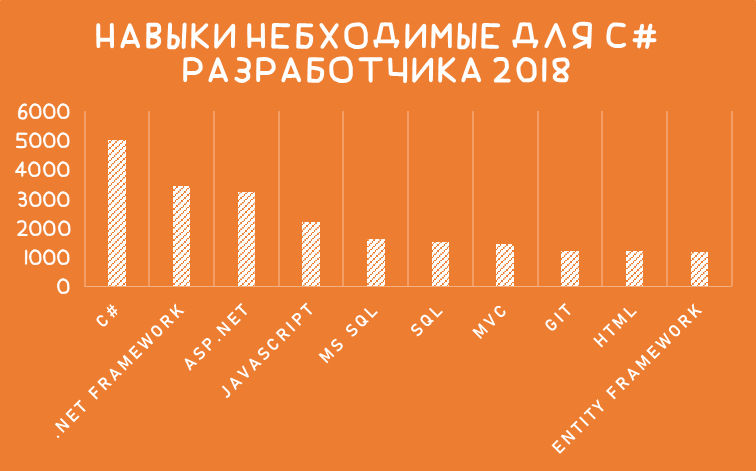 НАВЫКИ НЕБХОДИМЫЕ ДЛЯ C#
РАЗРАБОТЧИКА 2018
6000
5000
4000
3000
2000
1000
0
C#
.NET FRAMEWORK
ASP.NET
JAVASCRIPT
MS SQL
SQL
MVC
GIT
HTML
ENTITY FRAMEWORK